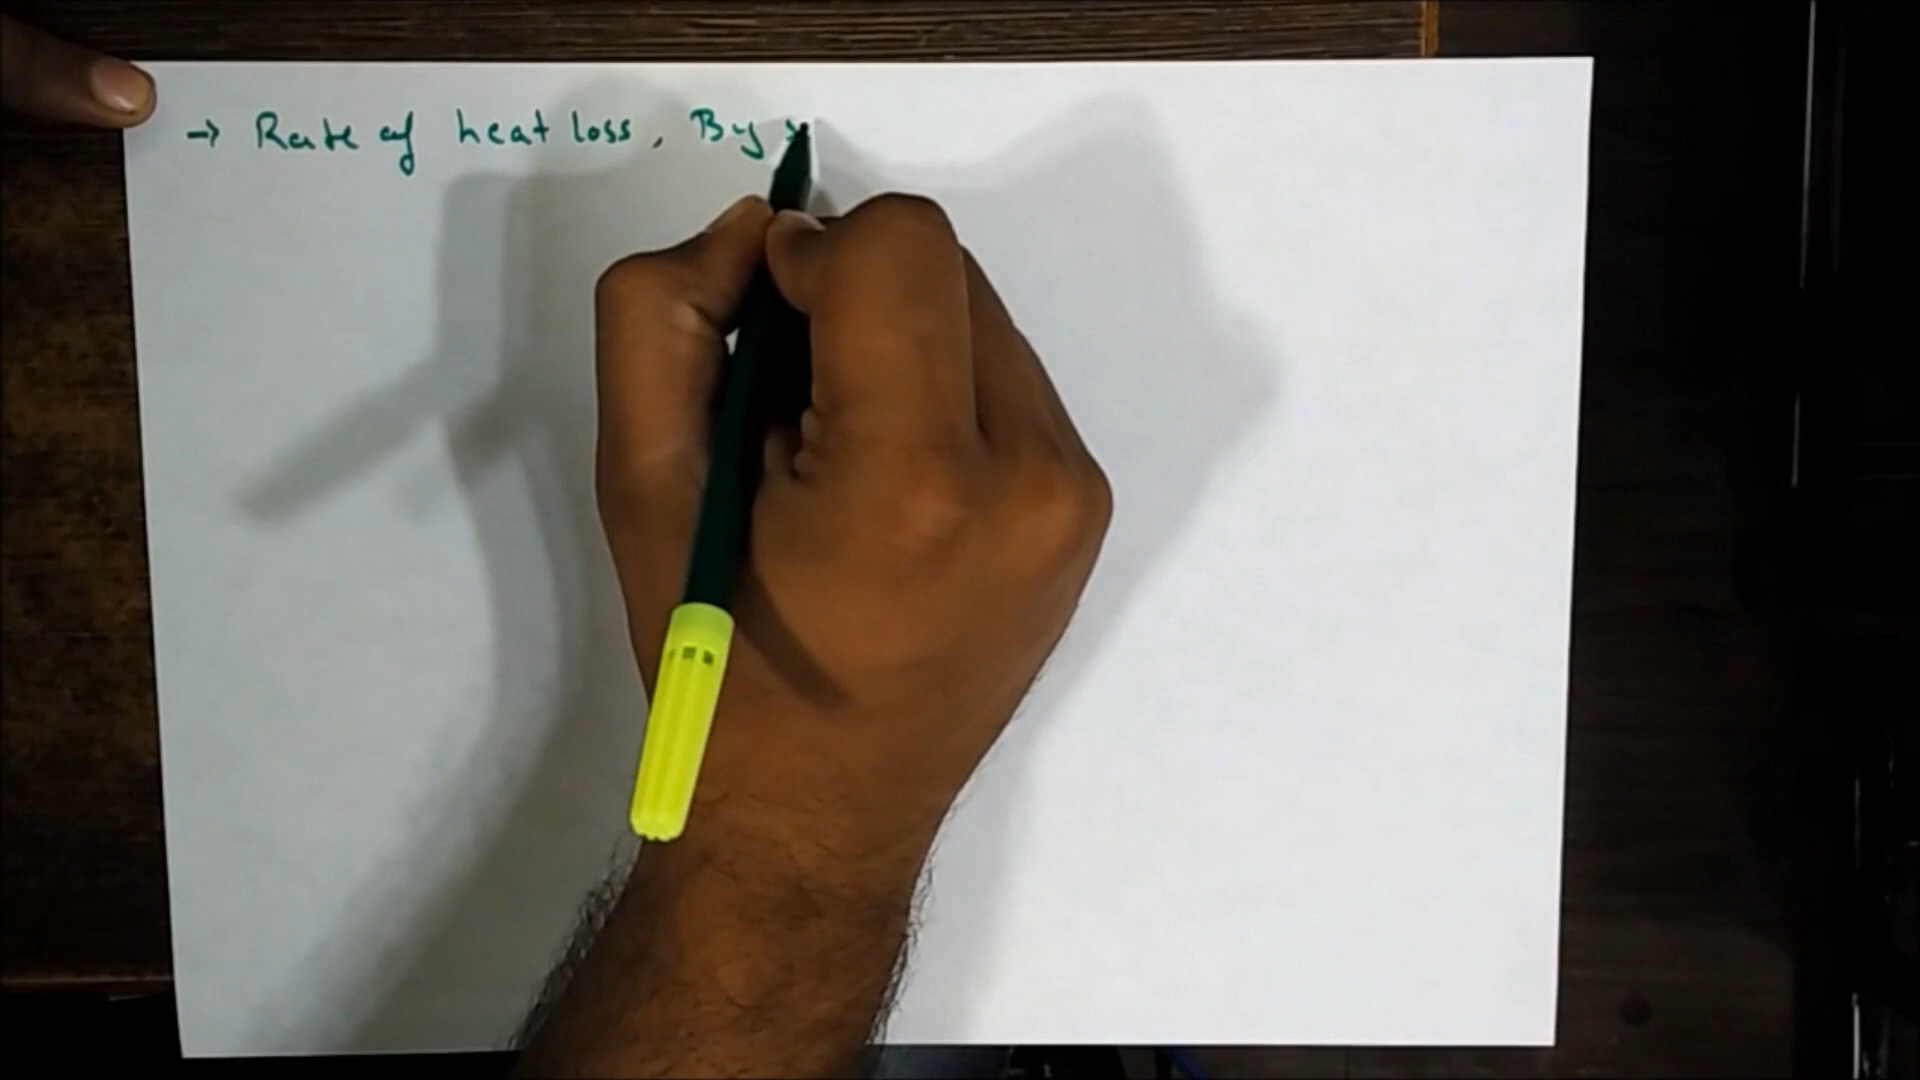 → Rate of heat loss, By